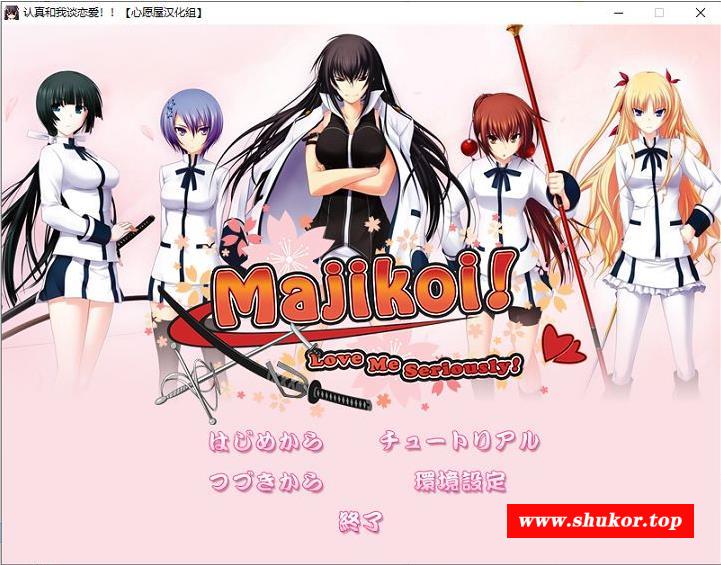 认真和我谈恋爱！！【心愿屋汉化组】
Majikoi!
Love Me Seriously!
はじめから
チュートリアル
つづきから
環境設定
終了
www.shukor.top